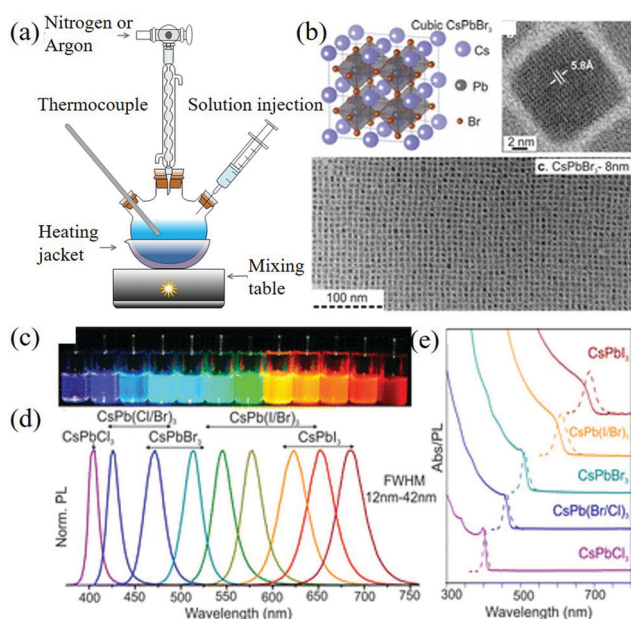 (a)
Nitrogen or
Argon
Thermocouple
Solution injection
Heating
jacket
Mixing
table
(b)
Cubic CsPbBr₃
Cs
Pb
Br
5.8Å
2 nm
c. CsPbBr₃- 8nm
100 nm
(c)
(d)
CsPb(Cl/Br)₃
CsPb(I/Br)₃
CsPbCl₃
CsPbBr₃
CsPbI₃
FWHM
12nm-42nm
Norm. PL
400
450
500
550
600
650
700
750
Wavelength (nm)
(e)
CsPbI₃
CsPb(I/Br)₃
CsPbBr₃
CsPb(Br/Cl)₃
CsPbCl₃
Abs/PL
300
500
700
Wavelength (nm)